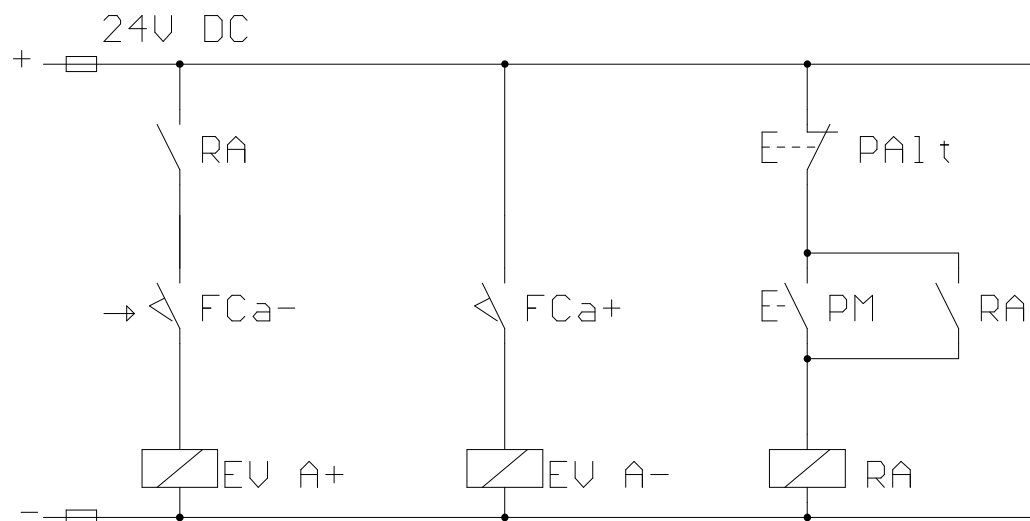 24V DC
+
RA
PAlt
FCa-
FCa+
PM
RA
EV A+
EV A-
RA
-